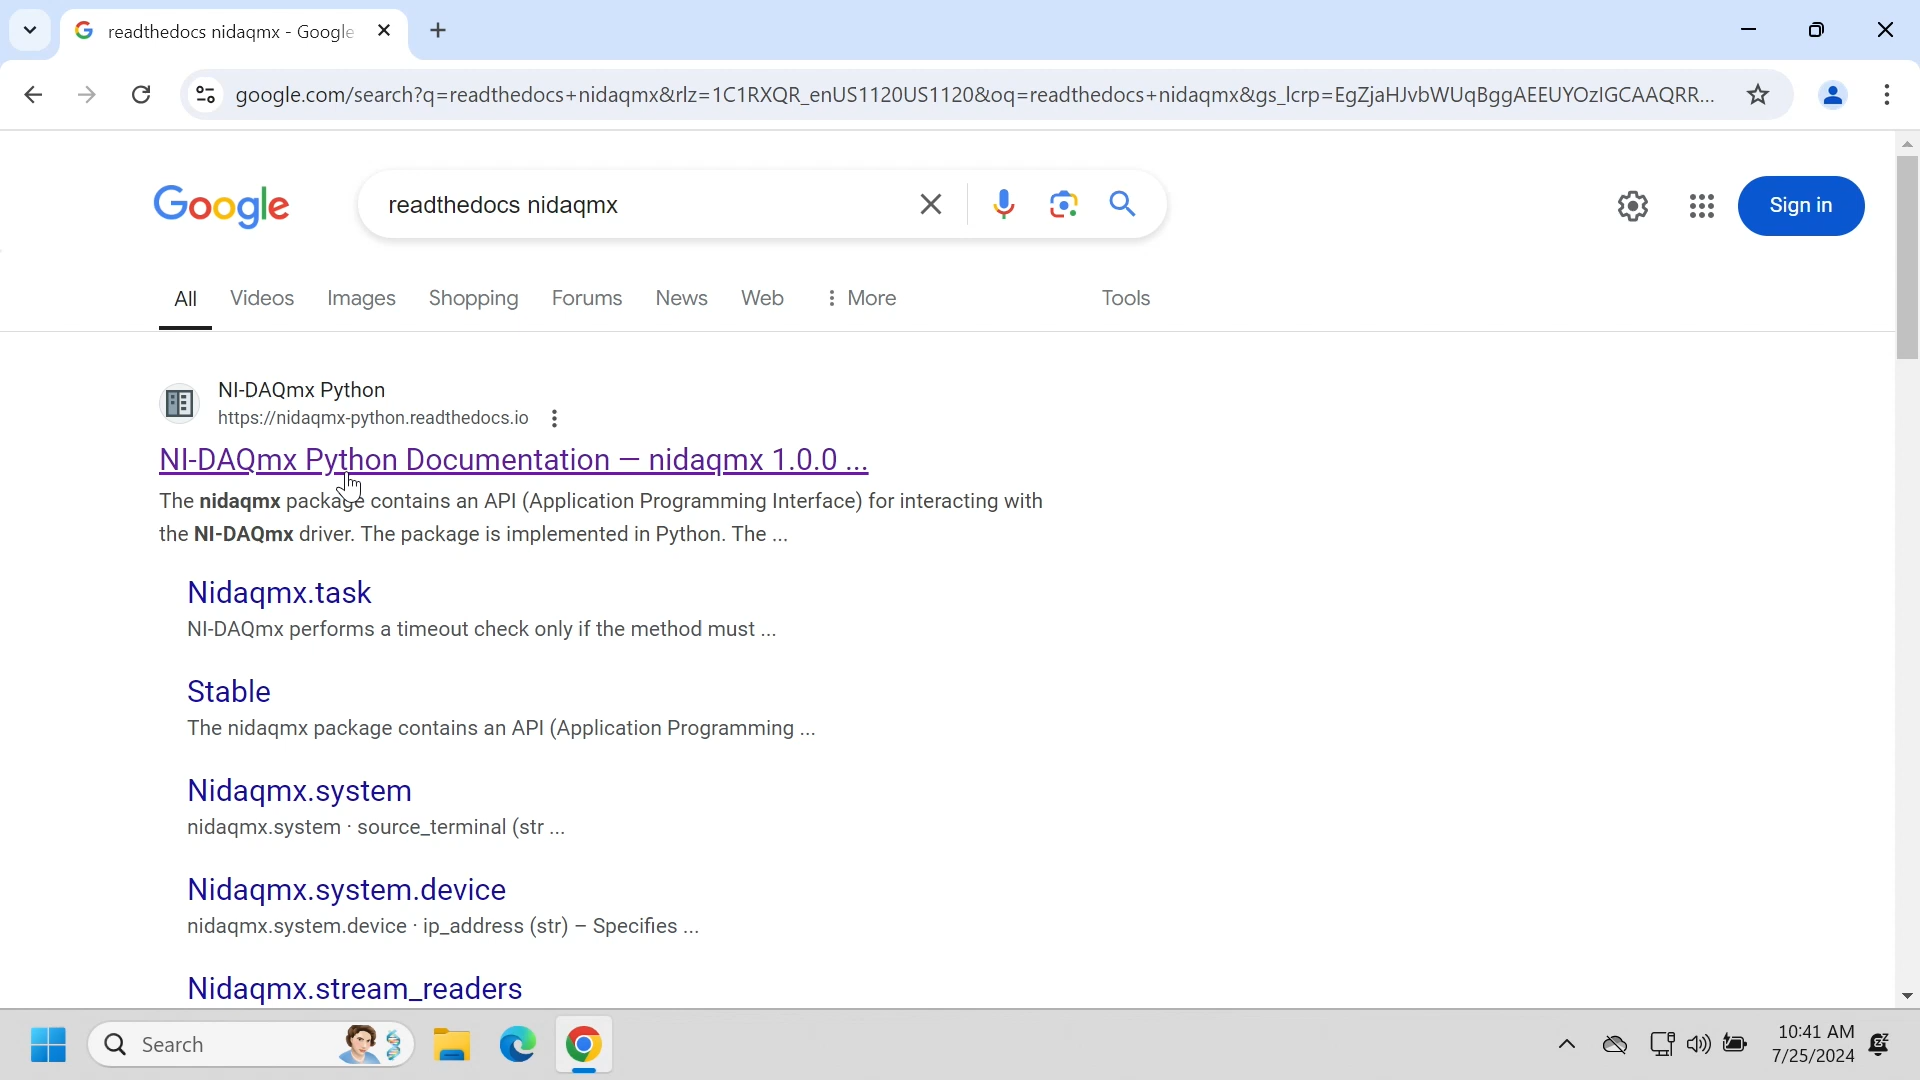 readthedocs nidaqmx - Google
google.com/search?q=readthedocs+nidaqmx&rlz=1C1RXQR_enUS1120US1120&oq=readthedocs+nidaqmx&gs_lcrp=EgZjaHJvbWUqBggAEEUYOzIGCAAQRR...
Google
readthedocs nidaqmx
Sign in
All Videos Images Shopping Forums News Web More Tools
NI-DAQmx Python
https://nidaqmx-python.readthedocs.io
NI-DAQmx Python Documentation — nidaqmx 1.0.0 ...
The nidaqmx package contains an API (Application Programming Interface) for interacting with
the NI-DAQmx driver. The package is implemented in Python. The ...
Nidaqmx.task
NI-DAQmx performs a timeout check only if the method must ...
Stable
The nidaqmx package contains an API (Application Programming ...
Nidaqmx.system
nidaqmx.system · source_terminal (str ...
Nidaqmx.system.device
nidaqmx.system.device · ip_address (str) – Specifies ...
Nidaqmx.stream_readers
Search
10:41 AM
7/25/2024